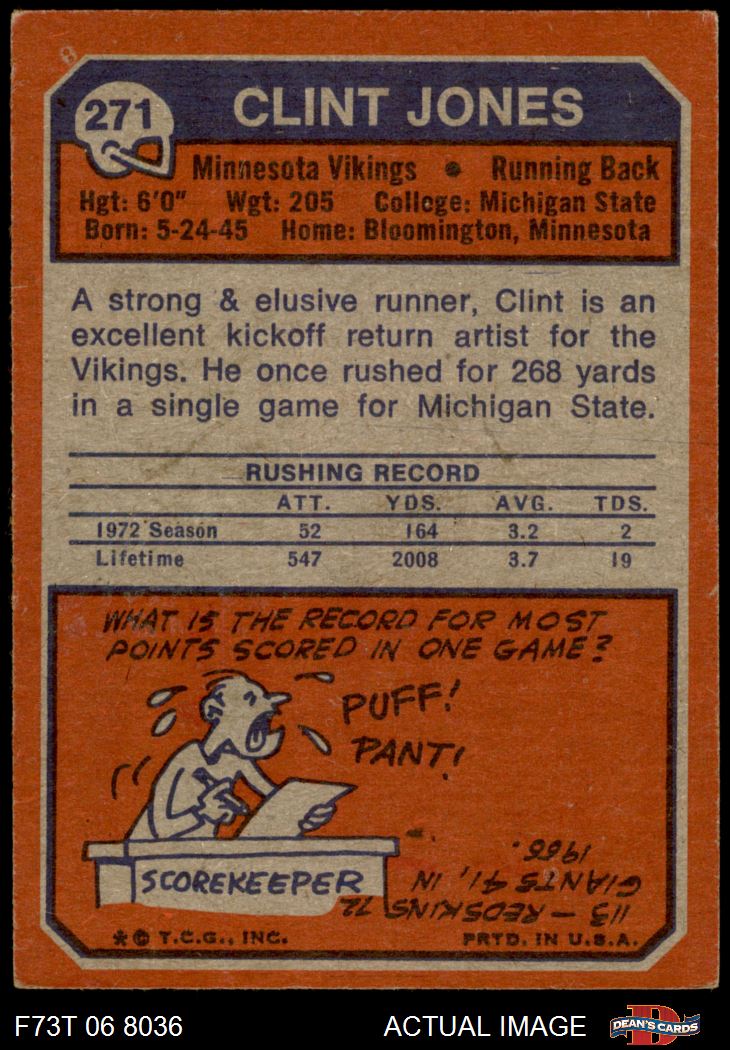 8
271
CLINT JONES
Minnesota Vikings • Running Back
Hgt: 6'0" Wgt: 205 College: Michigan State
Born: 5-24-45 Home: Bloomington, Minnesota
A strong & elusive runner, Clint is an
excellent kickoff return artist for the
Vikings. He once rushed for 268 yards
in a single game for Michigan State.
RUSHING RECORD
ATT. YDS. AVG. TDS.
1972 Season 52 164 3.2 2
Lifetime 547 2008 3.7 19
WHAT IS THE RECORD FOR MOST
POINTS SCORED IN ONE GAME?
PUFF!
PANT!
SCOREKEEPER
113 — REDSKINS 72
GIANTS 41, IN
1966.
* © T.C.G., INC. PRTD. IN U.S.A.
F73T 06 8036 ACTUAL IMAGE
D
DEAN'S CARDS